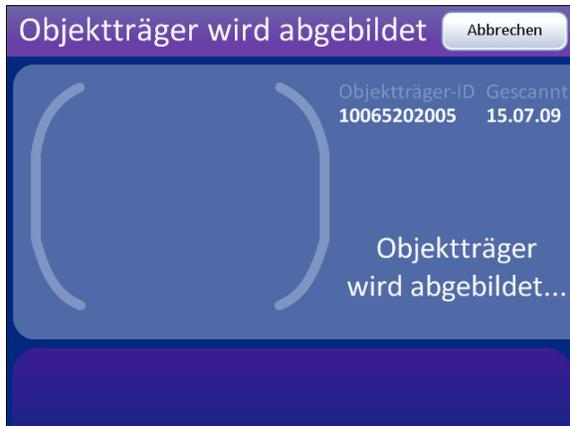 Objektträger wird abgebildet
Abbrechen
Objektträger-ID Gescannt
10065202005 15.07.09
Objektträger
wird abgebildet...